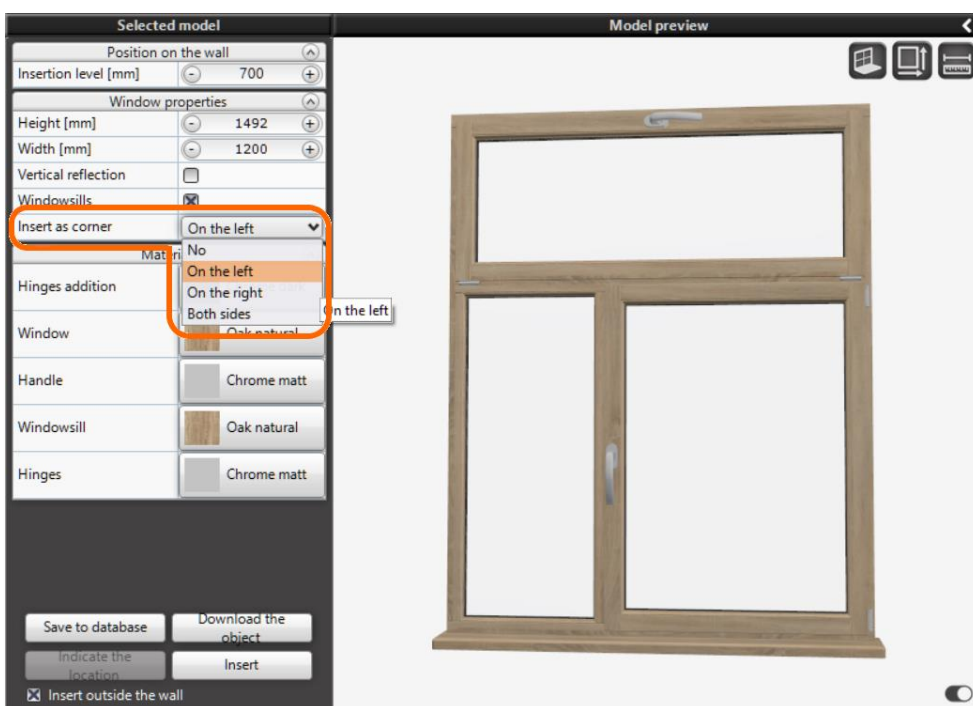 Selected model
Model preview
Position on the wall
Insertion level [mm] 700
Window properties
Height [mm] 1492
Width [mm] 1200
Vertical reflection
Windowsills
Insert as corner On the left
No
On the left
On the right
Both sides
On the left
Hinges addition
Window Oak natural
Handle Chrome matt
Windowsill Oak natural
Hinges Chrome matt
Save to database
Download the
object
Indicate the
location
Insert
Insert outside the wall